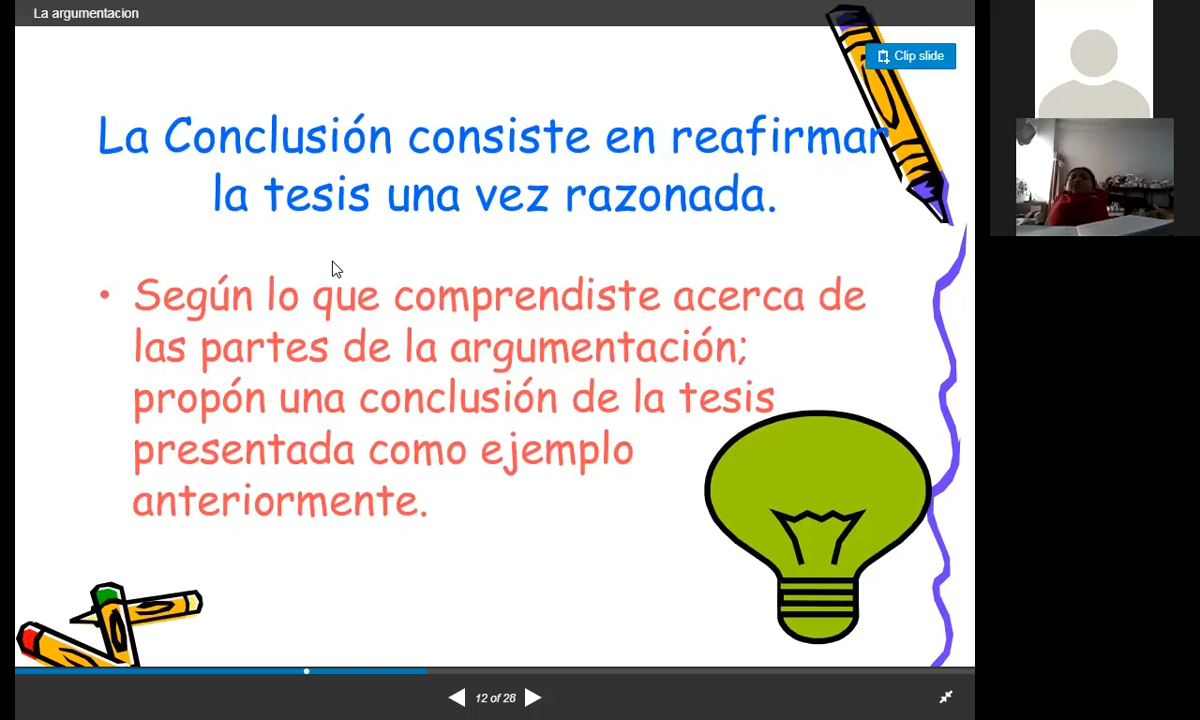 La argumentacion
Clip slide
La Conclusión consiste en reafirmar
la tesis una vez razonada.
• Según lo que comprendiste acerca de
las partes de la argumentación;
propón una conclusión de la tesis
presentada como ejemplo
anteriormente.
12 of 28